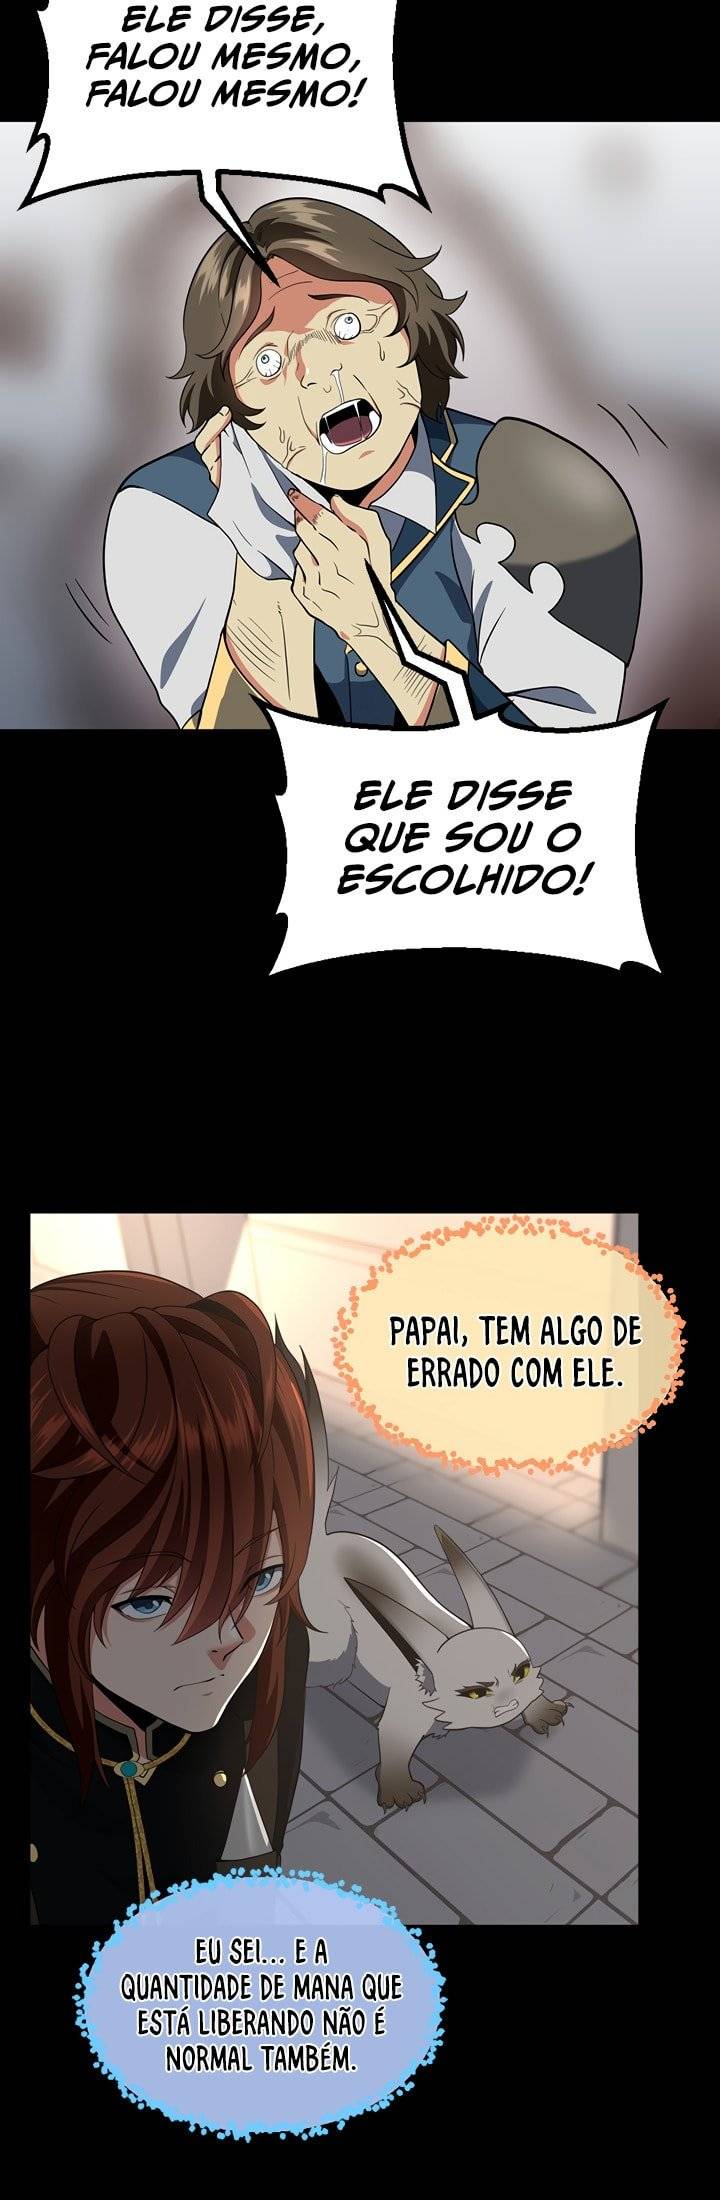 ELE DISSE,
FALOU MESMO,
FALOU MESMO!
ELE DISSE
QUE SOU O
ESCOLHIDO!
PAPAI, TEM ALGO DE
ERRADO COM ELE.
EU SEI... E A
QUANTIDADE DE MANA QUE
ESTÁ LIBERANDO NÃO É
NORMAL TAMBÉM.